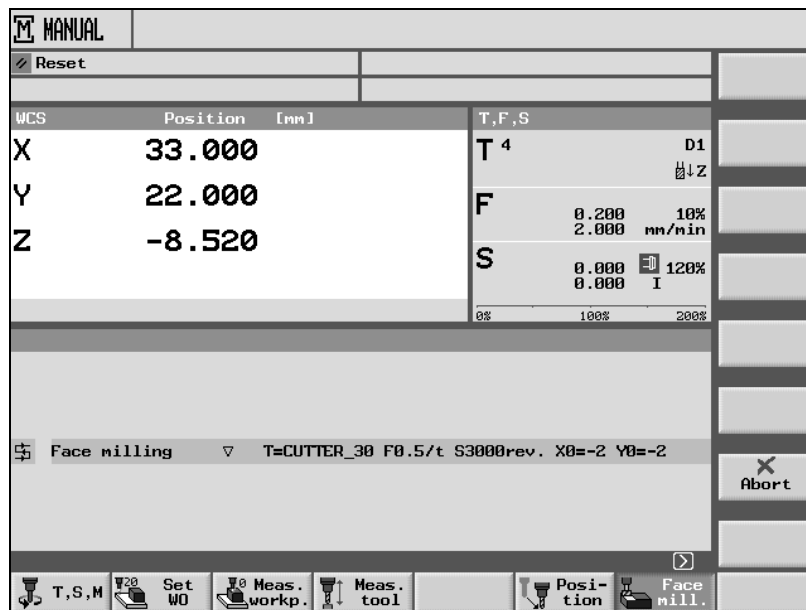 M MANUAL
Reset
WCS Position [mm] T,F,S
X 33.000 T 4 D1
Z
Y 22.000 F 0.200 10%
2.000 mm/min
Z -8.520 S 0.000 120%
0.000 I
0% 100% 200%
Face milling ▽ T=CUTTER_30 F0.5/t S3000rev. X0=-2 Y0=-2
Abort
T,S,M
20 Set WO
0 Meas. workp.
Meas. tool
Posi-
tion
Face
mill.